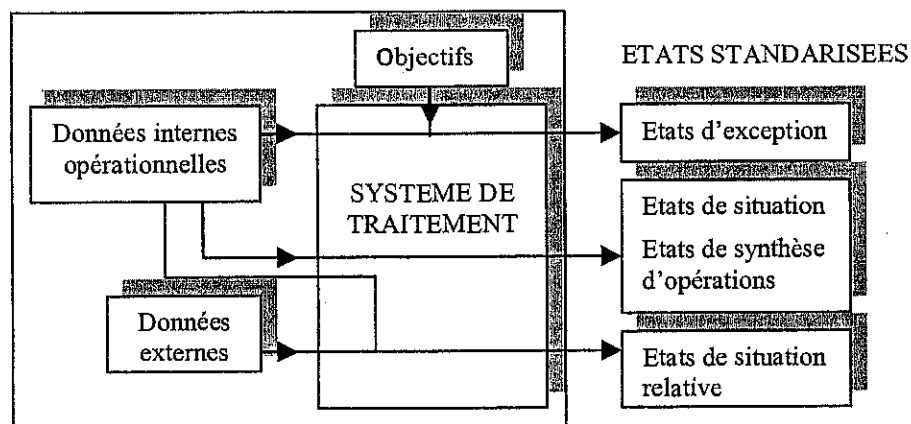 Objectifs
ETATS STANDARISEES
Données internes
opérationnelles
Etats d'exception
SYSTEME DE
TRAITEMENT
Etats de situation
Etats de synthèse
d'opérations
Données
externes
Etats de situation
relative